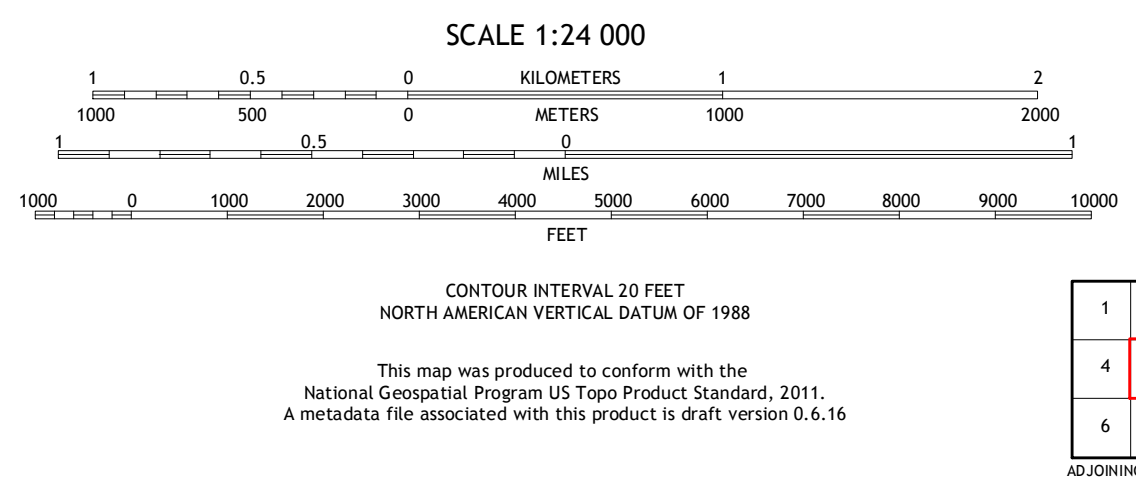 SCALE 1:24 000
1 0.5 0 KILOMETERS 1 2
1000 500 0 METERS 1000 2000
1 0.5 0 1
MILES
1000 0 1000 2000 3000 4000 5000 6000 7000 8000 9000 10000
FEET
CONTOUR INTERVAL 20 FEET
NORTH AMERICAN VERTICAL DATUM OF 1988
This map was produced to conform with the
National Geospatial Program US Topo Product Standard, 2011.
A metadata file associated with this product is draft version 0.6.16
1
4
6
ADJOINING